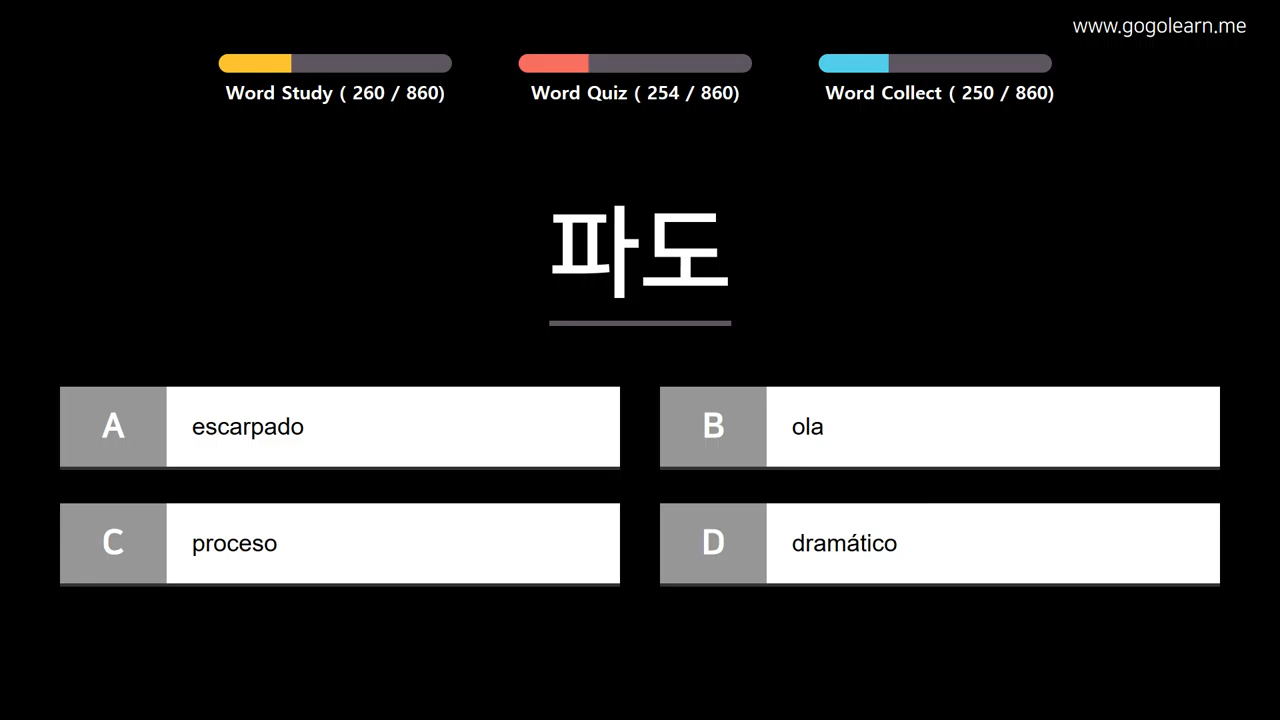 www.gogolearn.me
Word Study ( 260 / 860)
Word Quiz ( 254 / 860)
Word Collect ( 250 / 860)
파도
A escarpado
B ola
C proceso
D dramático